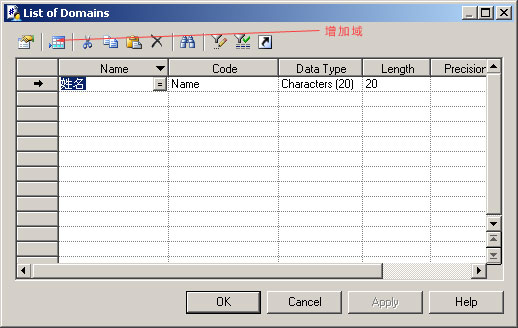 List of Domains
增加域
Name Code Data Type Length Precision
姓名 = Name Characters (20) 20
OK Cancel Apply Help